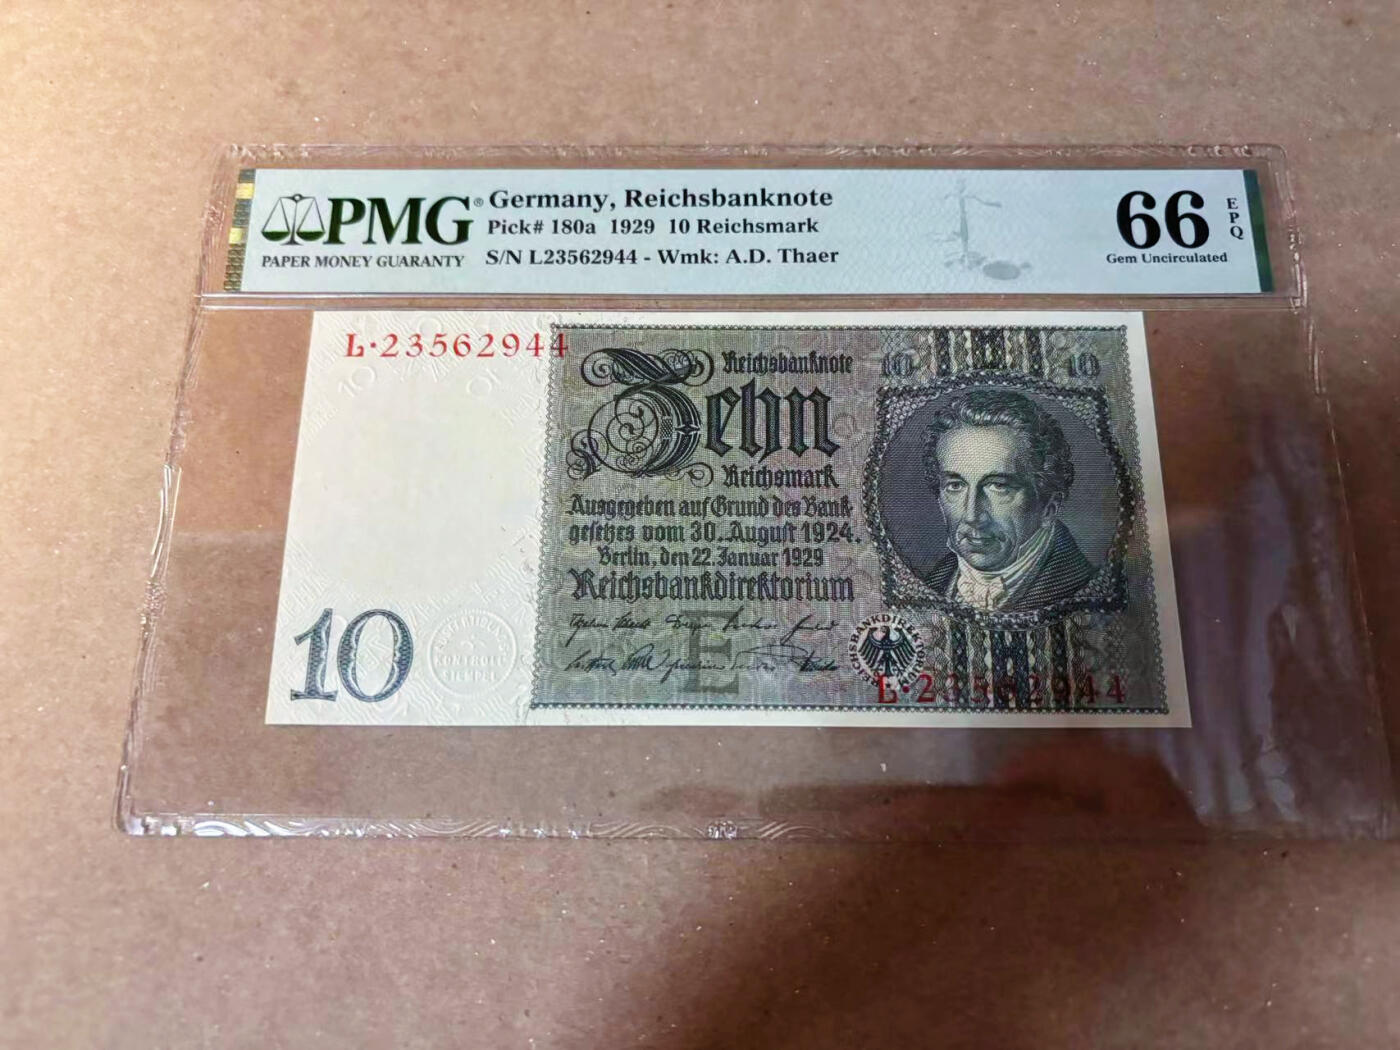 PMG®
PAPER MONEY GUARANTY
Germany, Reichsbanknote
Pick# 180a 1929 10 Reichsmark
S/N L23562944 - Wmk: A.D. Thaer
66
EPQ
Gem Uncirculated
L·23562944
Reichsbanknote
10
10
Zehn
Reichsmark
Ausgegeben auf Grund des Bank-
gesetzes vom 30. August 1924.
Berlin, den 22. Januar 1929
Reichsbankdirektorium
10
KONTROLL
STEMPEL
E
REICHSBANKDIREKTORIUM
L·23562944